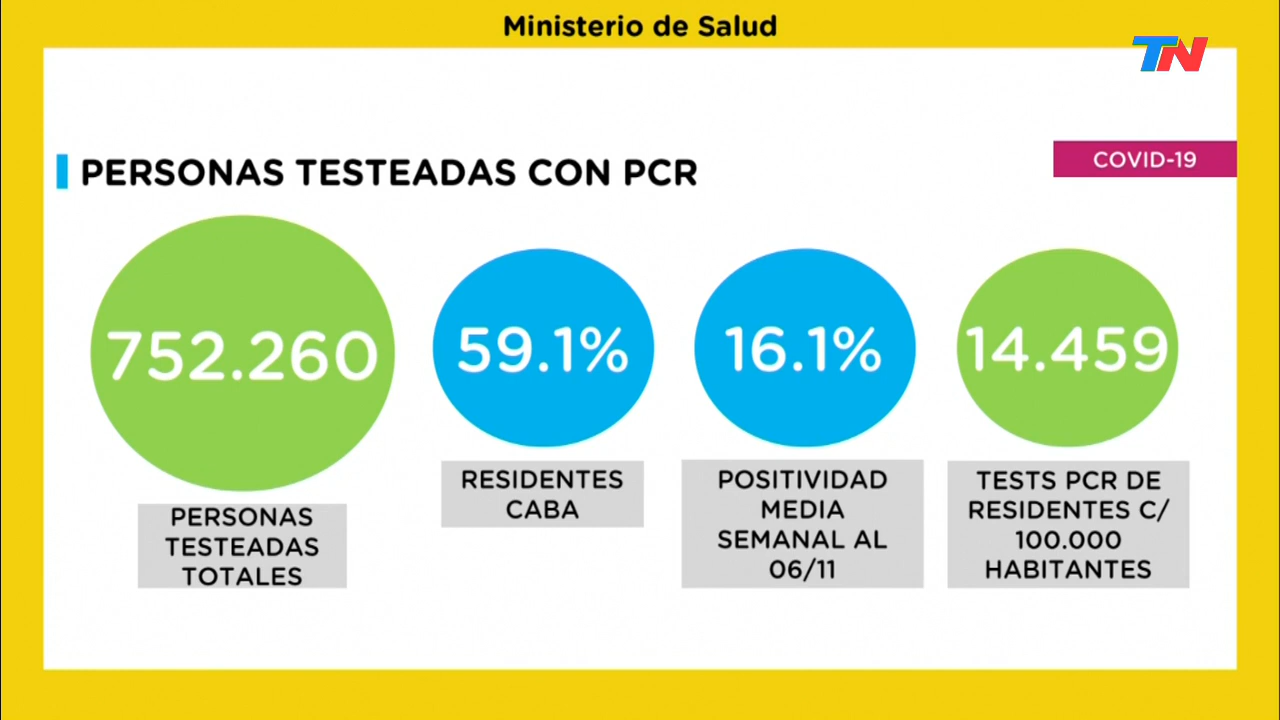 Ministerio de Salud
TN
PERSONAS TESTEADAS CON PCR
COVID-19
752.260
PERSONAS
TESTEADAS
TOTALES
59.1%
RESIDENTES
CABA
16.1%
POSITIVIDAD
MEDIA
SEMANAL AL
06/11
14.459
TESTS PCR DE
RESIDENTES C/
100.000
HABITANTES